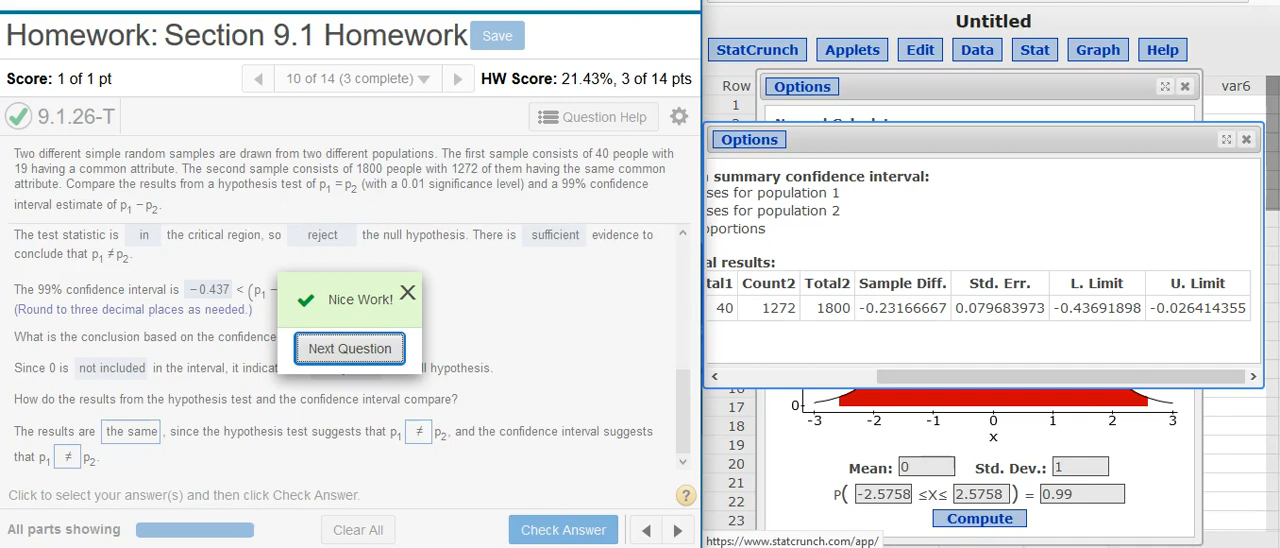 Homework: Section 9.1 Homework
Save
Score: 1 of 1 pt
10 of 14 (3 complete)
HW Score: 21.43%, 3 of 14 pts
9.1.26-T
Question Help
Two different simple random samples are drawn from two different populations. The first sample consists of 40 people with
19 having a common attribute. The second sample consists of 1800 people with 1272 of them having the same common
attribute. Compare the results from a hypothesis test of p1 = p2 (with a 0.01 significance level) and a 99% confidence
interval estimate of p1 − p2.
The test statistic is in the critical region, so reject the null hypothesis. There is sufficient evidence to
conclude that p1 ≠ p2.
The 99% confidence interval is −0.437 < (p1 −
(Round to three decimal places as needed.)
What is the conclusion based on the confidence
Since 0 is not included in the interval, it indicat
ll hypothesis.
How do the results from the hypothesis test and the confidence interval compare?
The results are the same, since the hypothesis test suggests that p1 ≠ p2, and the confidence interval suggests
that p1 ≠ p2.
Nice Work!
Next Question
Click to select your answer(s) and then click Check Answer.
?
All parts showing
Clear All
Check Answer
Untitled
StatCrunch Applets Edit Data Stat Graph Help
Row var6
1
Options
Options
summary confidence interval:
ses for population 1
ses for population 2
oportions
al results:
tal1 Count2 Total2 Sample Diff. Std. Err. L. Limit U. Limit
40 1272 1800 -0.23166667 0.079683973 -0.43691898 -0.026414355
17
18
19
20
21
22
23
0
-3 -2 -1 0 1 2 3
x
Mean: 0 Std. Dev.: 1
P( -2.5758 ≤X≤ 2.5758 ) = 0.99
Compute
https://www.statcrunch.com/app/